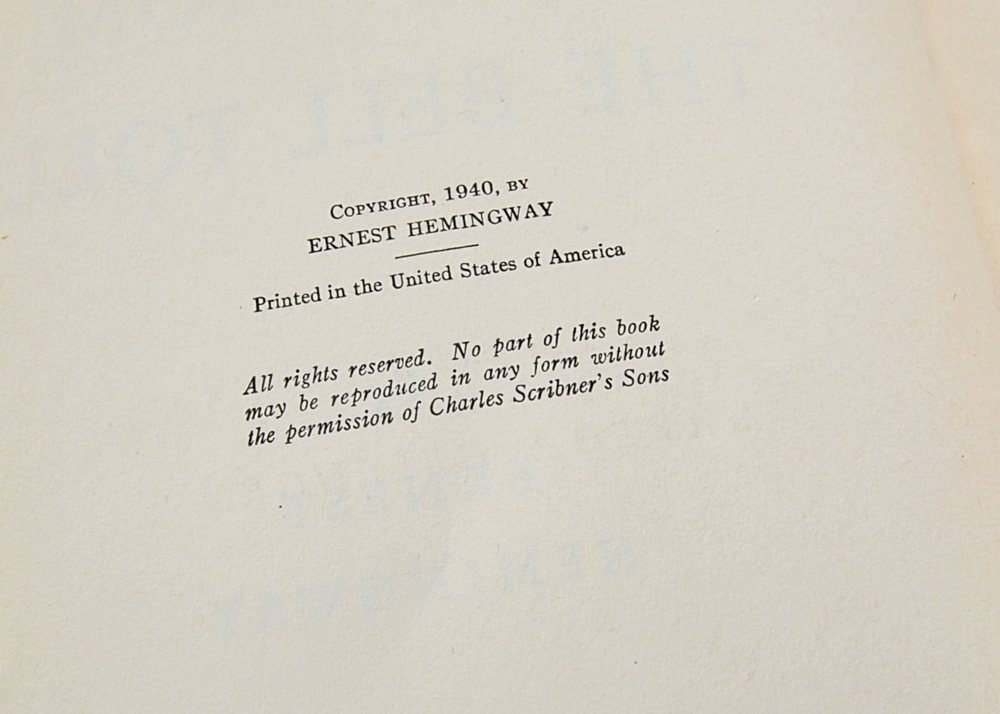 COPYRIGHT, 1940, BY
ERNEST HEMINGWAY
Printed in the United States of America
All rights reserved. No part of this book
may be reproduced in any form without
the permission of Charles Scribner's Sons